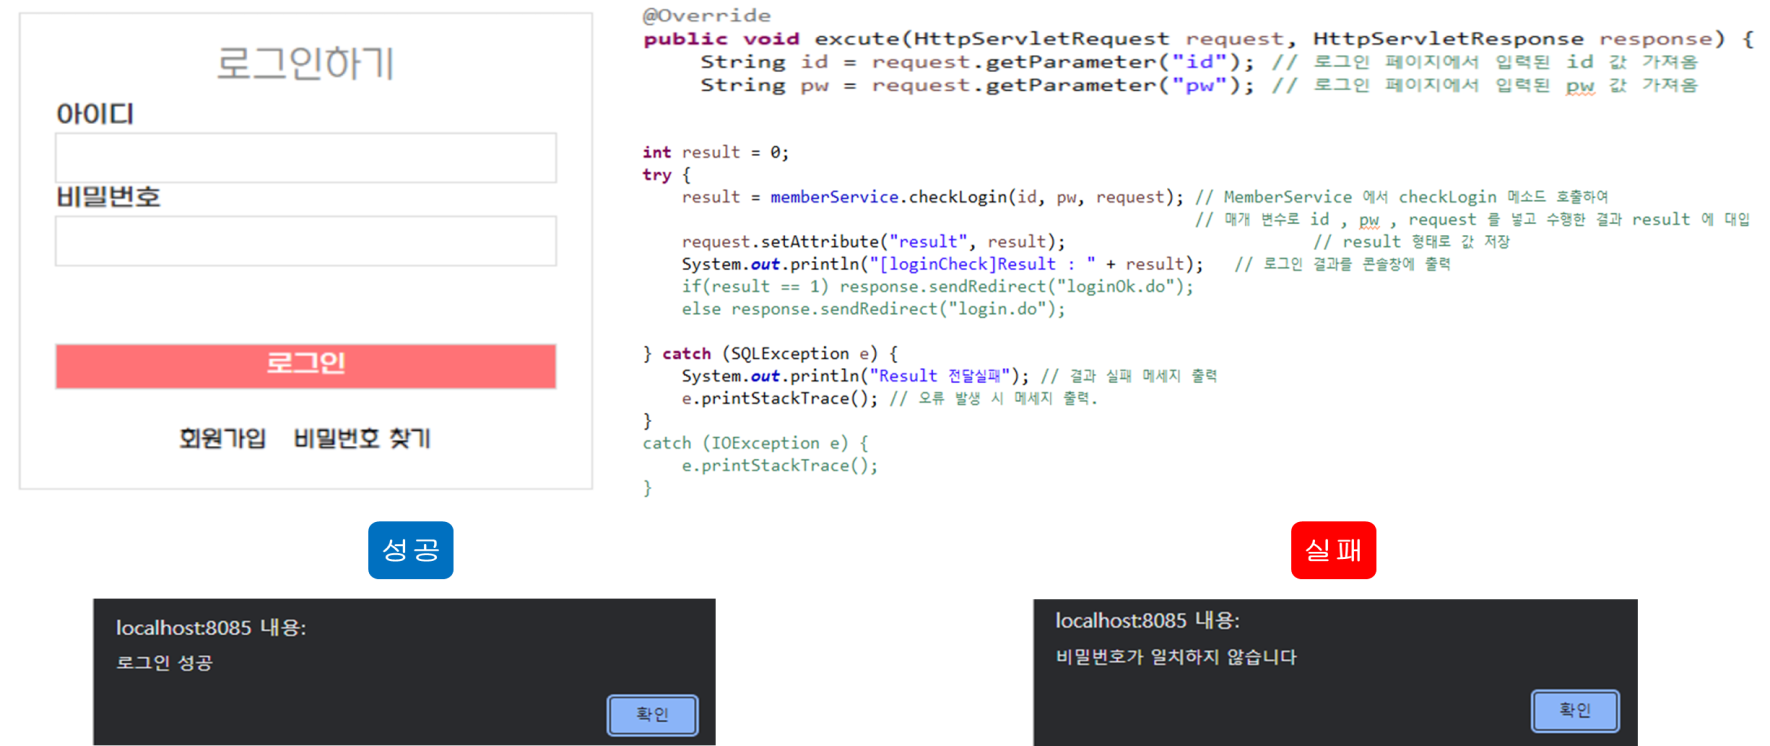 로그인하기
아이디
비밀번호
로그인
회원가입 비밀번호 찾기
@Override
public void excute(HttpServletRequest request, HttpServletResponse response) {
String id = request.getParameter("id"); // 로그인 페이지에서 입력된 id 값 가져옴
String pw = request.getParameter("pw"); // 로그인 페이지에서 입력된 pw 값 가져옴
int result = 0;
try {
result = memberService.checkLogin(id, pw, request); // MemberService 에서 checkLogin 메소드 호출하여
// 매개 변수로 id , pw , request 를 넣고 수행한 결과 result 에 대입
request.setAttribute("result", result); // result 형태로 값 저장
System.out.println("[loginCheck]Result : " + result); // 로그인 결과를 콘솔창에 출력
if(result == 1) response.sendRedirect("loginOk.do");
else response.sendRedirect("login.do");
} catch (SQLException e) {
System.out.println("Result 전달실패"); // 결과 실패 메세지 출력
e.printStackTrace(); // 오류 발생 시 메세지 출력.
}
catch (IOException e) {
e.printStackTrace();
}
성공
실패
localhost:8085 내용:
로그인 성공
확인
localhost:8085 내용:
비밀번호가 일치하지 않습니다
확인